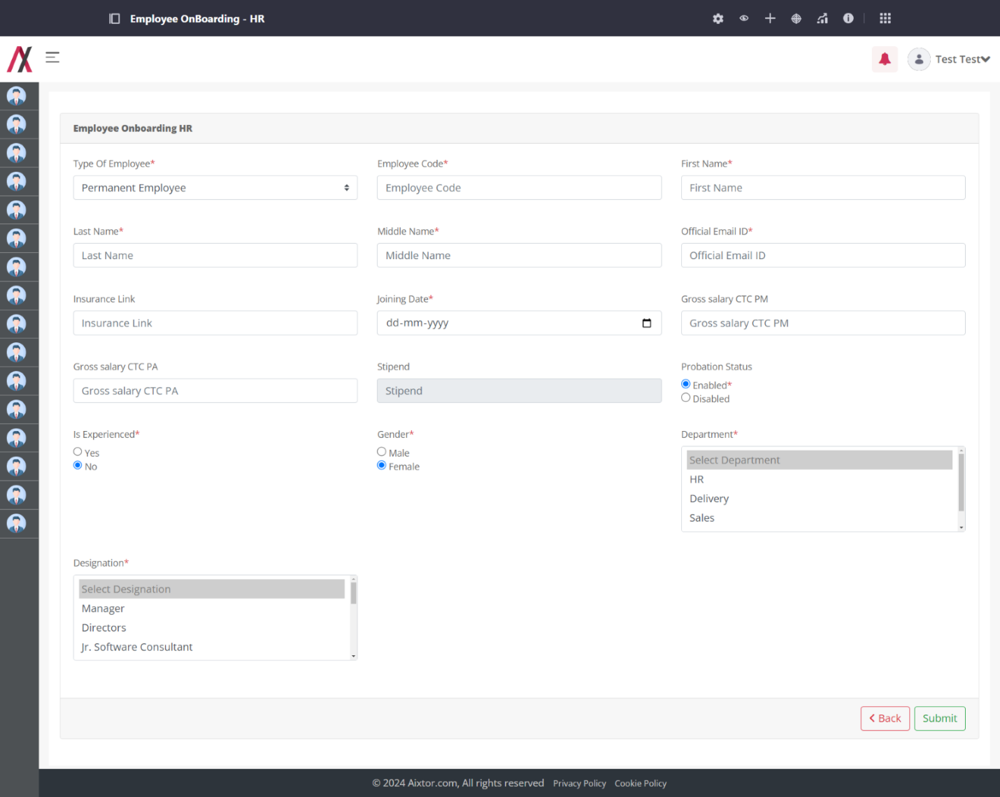 Employee OnBoarding - HR
Test Test
Employee Onboarding HR
Type Of Employee* Employee Code* First Name*
Permanent Employee Employee Code First Name
Last Name* Middle Name* Official Email ID*
Last Name Middle Name Official Email ID
Insurance Link Joining Date* Gross salary CTC PM
Insurance Link dd-mm-yyyy Gross salary CTC PM
Gross salary CTC PA Stipend Probation Status
Gross salary CTC PA Stipend Enabled*
Disabled
Is Experienced* Gender* Department*
Yes Male Select Department
No Female HR
Delivery
Sales
Designation*
Select Designation
Manager
Directors
Jr. Software Consultant
Back Submit
© 2024 Aixtor.com, All rights reserved Privacy Policy Cookie Policy